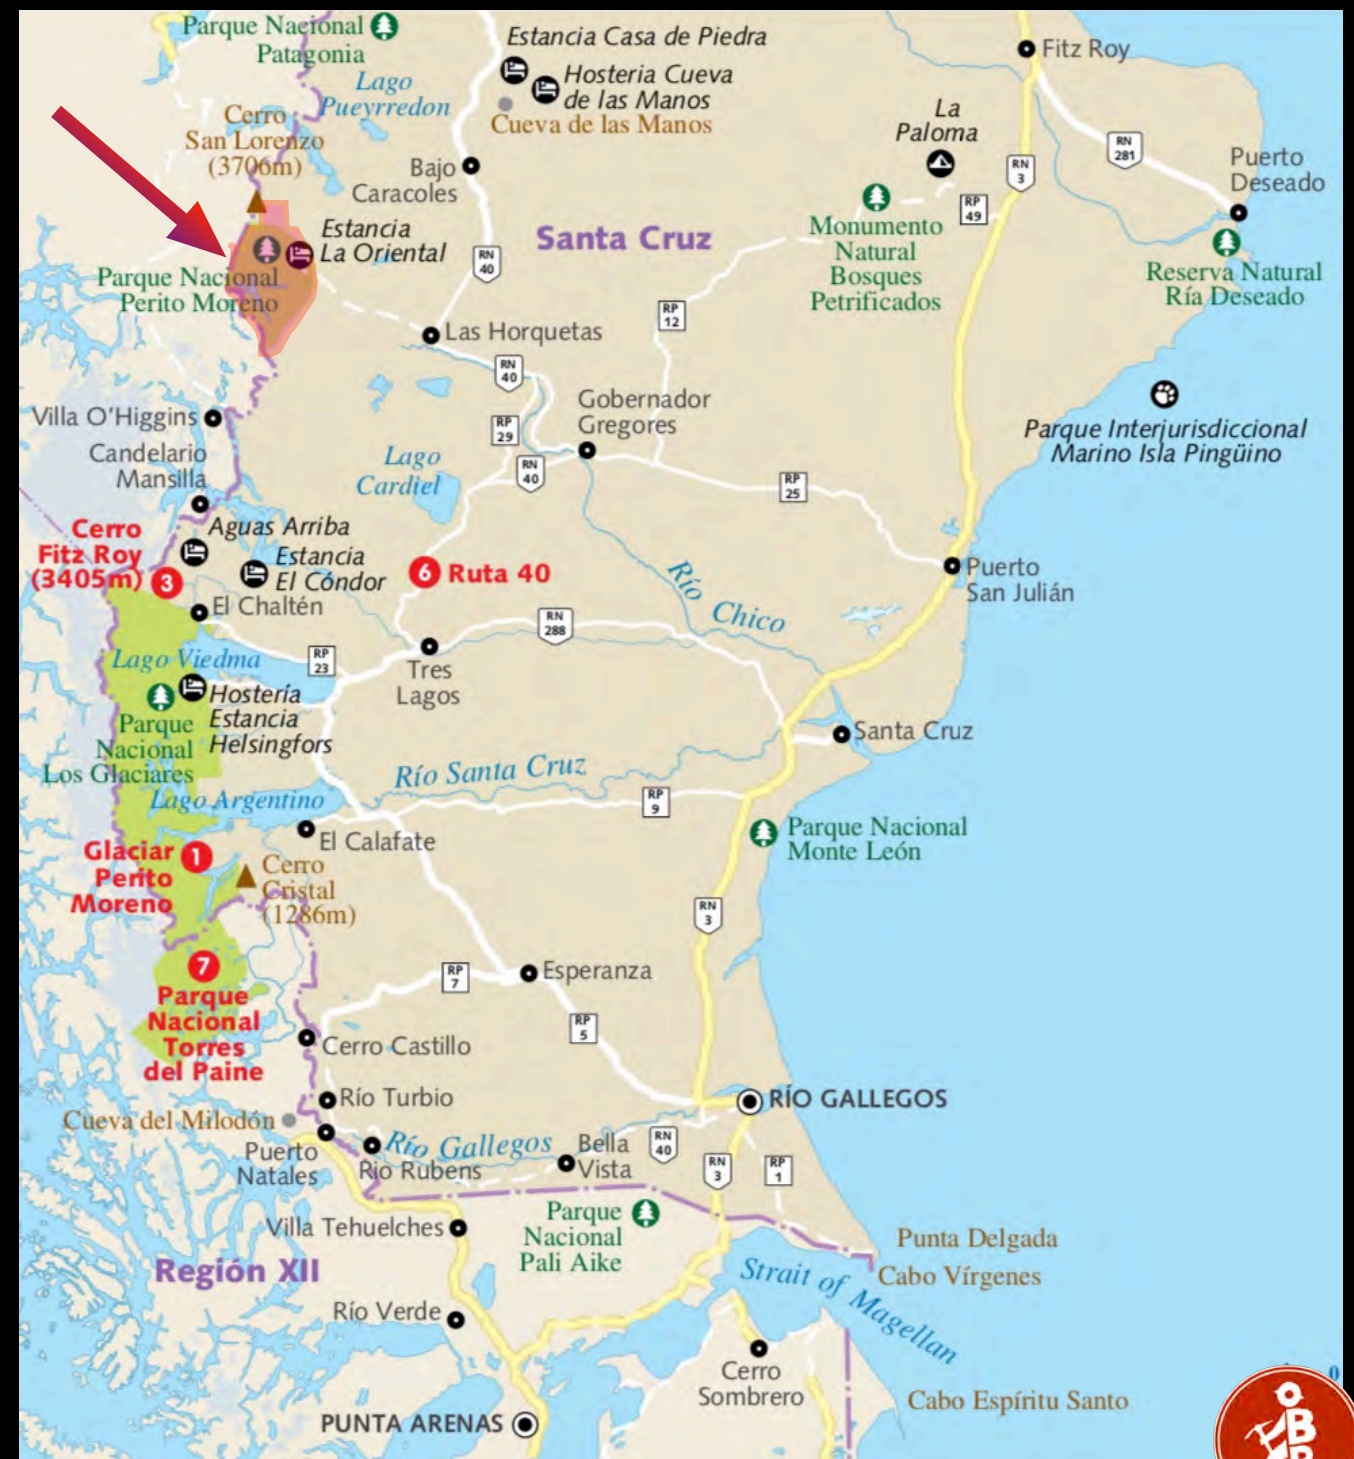 Parque Nacional
Patagonia
Estancia Casa de Piedra
Hosteria Cueva
de las Manos
Cueva de las Manos
Fitz Roy
Lago
Pueyrredon
Cerro
San Lorenzo
(3706m)
Bajo
Caracoles
La
Paloma
RN
3
RN
281
Puerto
Deseado
RP
49
Estancia
La Oriental
Santa Cruz
Monumento
Natural
Bosques
Petrificados
Reserva Natural
Ría Deseado
RN
40
Parque Nacional
Perito Moreno
RP
12
Las Horquetas
RN
40
Gobernador
Gregores
RP
29
RN
40
Villa O'Higgins
Candelario
Mansilla
Lago
Cardiel
Parque Interjurisdiccional
Marino Isla Pingüino
RP
25
Cerro
Fitz Roy
(3405m)
3
Aguas Arriba
Estancia
El Cóndor
6 Ruta 40
Río Chico
Puerto
San Julián
El Chaltén
RN
288
Lago Viedma
RP
23
Tres
Lagos
Hostería
Estancia
Helsingfors
Parque
Nacional
Los Glaciares
Santa Cruz
Río Santa Cruz
Lago Argentino
RP
9
El Calafate
Parque Nacional
Monte León
Glaciar
Perito
Moreno
1
Cerro
Cristal
(1286m)
RN
3
7
Parque
Nacional
Torres
del Paine
RP
7
Esperanza
RP
5
Cerro Castillo
Río Turbio
RÍO GALLEGOS
Cueva del Milodón
Puerto
Natales
Río Gallegos
Rio Rubens
Bella
Vista
RN
40
RN
3
RP
1
Villa Tehuelches
Parque
Nacional
Pali Aike
Punta Delgada
Cabo Vírgenes
Región XII
Strait of Magellan
Río Verde
Cerro
Sombrero
Cabo Espíritu Santo
PUNTA ARENAS
0